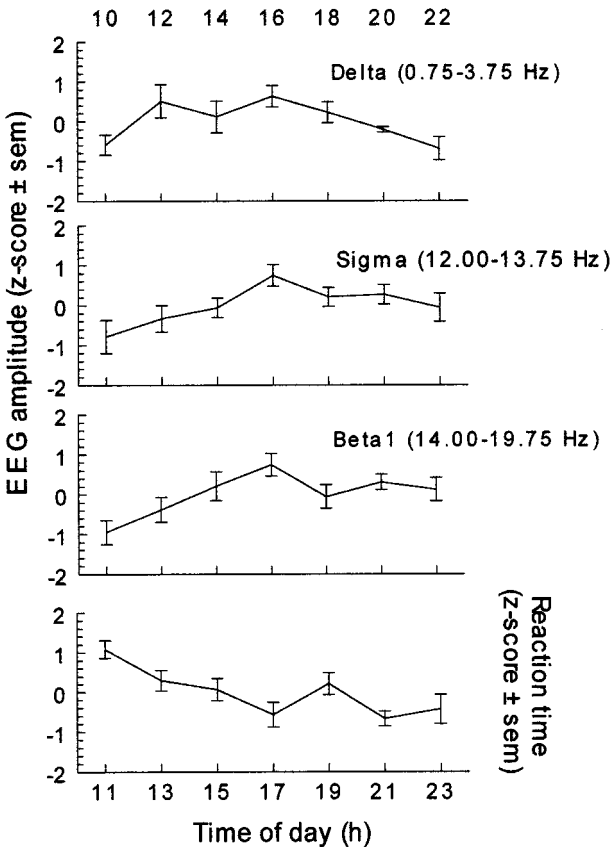 10 12 14 16 18 20 22
2
1
0
-1
-2
Delta (0.75-3.75 Hz)
2
1
0
-1
-2
Sigma (12.00-13.75 Hz)
2
1
0
-1
-2
Beta1 (14.00-19.75 Hz)
2
1
0
-1
-2
EEG amplitude (z-score ± sem)
Reaction time
(z-score ± sem)
11 13 15 17 19 21 23
Time of day (h)